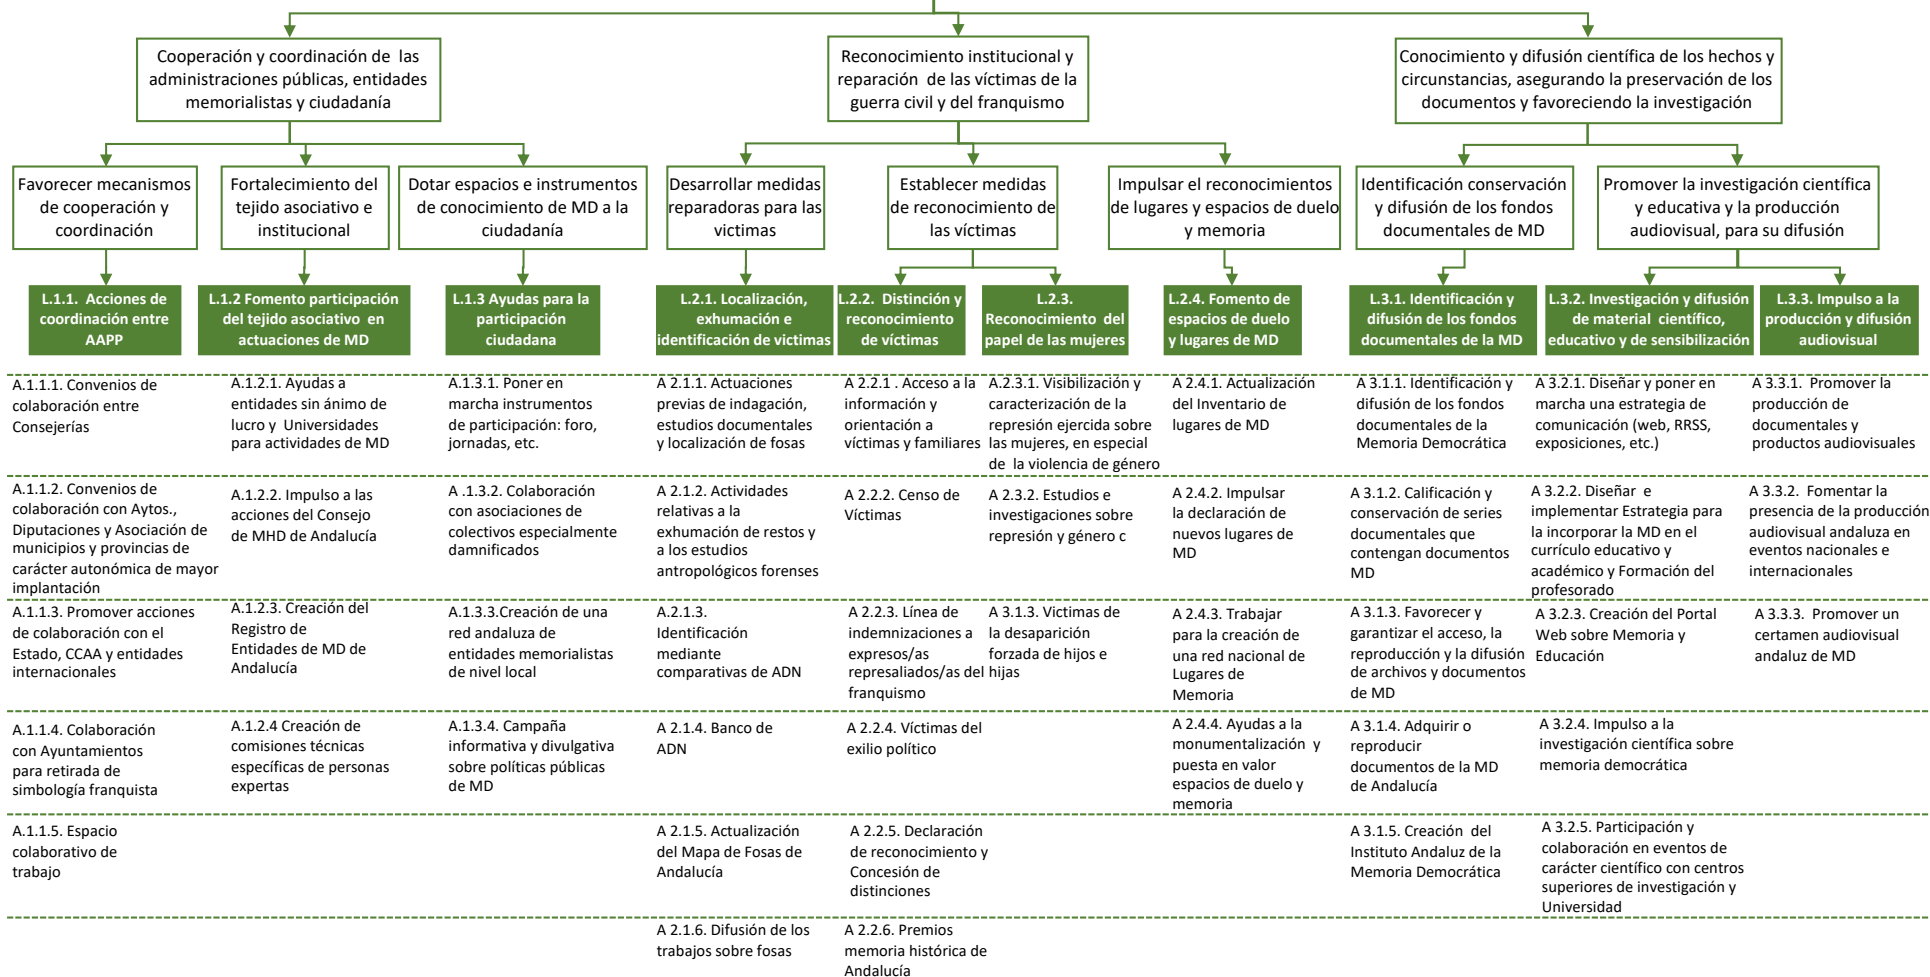 Cooperación y coordinación de las
administraciones públicas, entidades
memorialistas y ciudadanía
Reconocimiento institucional y
reparación de las víctimas de la
guerra civil y del franquismo
Conocimiento y difusión científica de los hechos y
circunstancias, asegurando la preservación de los
documentos y favoreciendo la investigación
Favorecer mecanismos
de cooperación y
coordinación
Fortalecimiento del
tejido asociativo e
institucional
Dotar espacios e instrumentos
de conocimiento de MD a la
ciudadanía
Desarrollar medidas
reparadoras para las
victimas
Establecer medidas
de reconocimiento de
las víctimas
Impulsar el reconocimientos
de lugares y espacios de duelo
y memoria
Identificación conservación
y difusión de los fondos
documentales de MD
Promover la investigación científica
y educativa y la producción
audiovisual, para su difusión
L.1.1. Acciones de
coordinación entre
AAPP
L.1.2 Fomento participación
del tejido asociativo en
actuaciones de MD
L.1.3 Ayudas para la
participación
ciudadana
L.2.1. Localización,
exhumación e
identificación de victimas
L.2.2. Distinción y
reconocimiento
de víctimas
L.2.3.
Reconocimiento del
papel de las mujeres
L.2.4. Fomento de
espacios de duelo
y lugares de MD
L.3.1. Identificación y
difusión de los fondos
documentales de la MD
L.3.2. Investigación y difusión
de material científico,
educativo y de sensibilización
L.3.3. Impulso a la
producción y difusión
audiovisual
A.1.1.1. Convenios de
colaboración entre
Consejerías
A.1.2.1. Ayudas a
entidades sin ánimo de
lucro y Universidades
para actividades de MD
A.1.3.1. Poner en
marcha instrumentos
de participación: foro,
jornadas, etc.
A 2.1.1. Actuaciones
previas de indagación,
estudios documentales
y localización de fosas
A 2.2.1 . Acceso a la
información y
orientación a
víctimas y familiares
A.2.3.1. Visibilización y
caracterización de la
represión ejercida sobre
las mujeres, en especial
de la violencia de género
A 2.4.1. Actualización
del Inventario de
lugares de MD
A 3.1.1. Identificación y
difusión de los fondos
documentales de la
Memoria Democrática
A 3.2.1. Diseñar y poner en
marcha una estrategia de
comunicación (web, RRSS,
exposiciones, etc.)
A 3.3.1. Promover la
producción de
documentales y
productos audiovisuales
A.1.1.2. Convenios de
colaboración con Aytos.,
Diputaciones y Asociación de
municipios y provincias de
carácter autonómica de mayor
implantación
A.1.2.2. Impulso a las
acciones del Consejo
de MHD de Andalucía
A .1.3.2. Colaboración
con asociaciones de
colectivos especialmente
damnificados
A 2.1.2. Actividades
relativas a la
exhumación de restos y
a los estudios
antropológicos forenses
A 2.2.2. Censo de
Víctimas
A 2.3.2. Estudios e
investigaciones sobre
represión y género c
A 2.4.2. Impulsar
la declaración de
nuevos lugares de
MD
A 3.1.2. Calificación y
conservación de series
documentales que
contengan documentos
MD
A 3.2.2. Diseñar e
implementar Estrategia para
la incorporar la MD en el
currículo educativo y
académico y Formación del
profesorado
A 3.3.2. Fomentar la
presencia de la producción
audiovisual andaluza en
eventos nacionales e
internacionales
A.1.1.3. Promover acciones
de colaboración con el
Estado, CCAA y entidades
internacionales
A.1.2.3. Creación del
Registro de
Entidades de MD de
Andalucía
A.1.3.3.Creación de una
red andaluza de
entidades memorialistas
de nivel local
A.2.1.3.
Identificación
mediante
comparativas de ADN
A 2.2.3. Línea de
indemnizaciones a
expresos/as
represaliados/as del
franquismo
A 3.1.3. Victimas de
la desaparición
forzada de hijos e
hijas
A 2.4.3. Trabajar
para la creación de
una red nacional de
Lugares de
Memoria
A 3.1.3. Favorecer y
garantizar el acceso, la
reproducción y la difusión
de archivos y documentos
de MD
A 3.2.3. Creación del Portal
Web sobre Memoria y
Educación
A 3.3.3. Promover un
certamen audiovisual
andaluz de MD
A.1.1.4. Colaboración
con Ayuntamientos
para retirada de
simbología franquista
A.1.2.4 Creación de
comisiones técnicas
específicas de personas
expertas
A.1.3.4. Campaña
informativa y divulgativa
sobre políticas públicas
de MD
A 2.1.4. Banco de
ADN
A 2.2.4. Víctimas del
exilio político
A 2.4.4. Ayudas a la
monumentalización y
puesta en valor
espacios de duelo y
memoria
A 3.1.4. Adquirir o
reproducir
documentos de la MD
de Andalucía
A 3.2.4. Impulso a la
investigación científica sobre
memoria democrática
A.1.1.5. Espacio
colaborativo de
trabajo
A 2.1.5. Actualización
del Mapa de Fosas de
Andalucía
A 2.2.5. Declaración
de reconocimiento y
Concesión de
distinciones
A 3.1.5. Creación del
Instituto Andaluz de la
Memoria Democrática
A 3.2.5. Participación y
colaboración en eventos de
carácter científico con centros
superiores de investigación y
Universidad
A 2.1.6. Difusión de los
trabajos sobre fosas
A 2.2.6. Premios
memoria histórica de
Andalucía